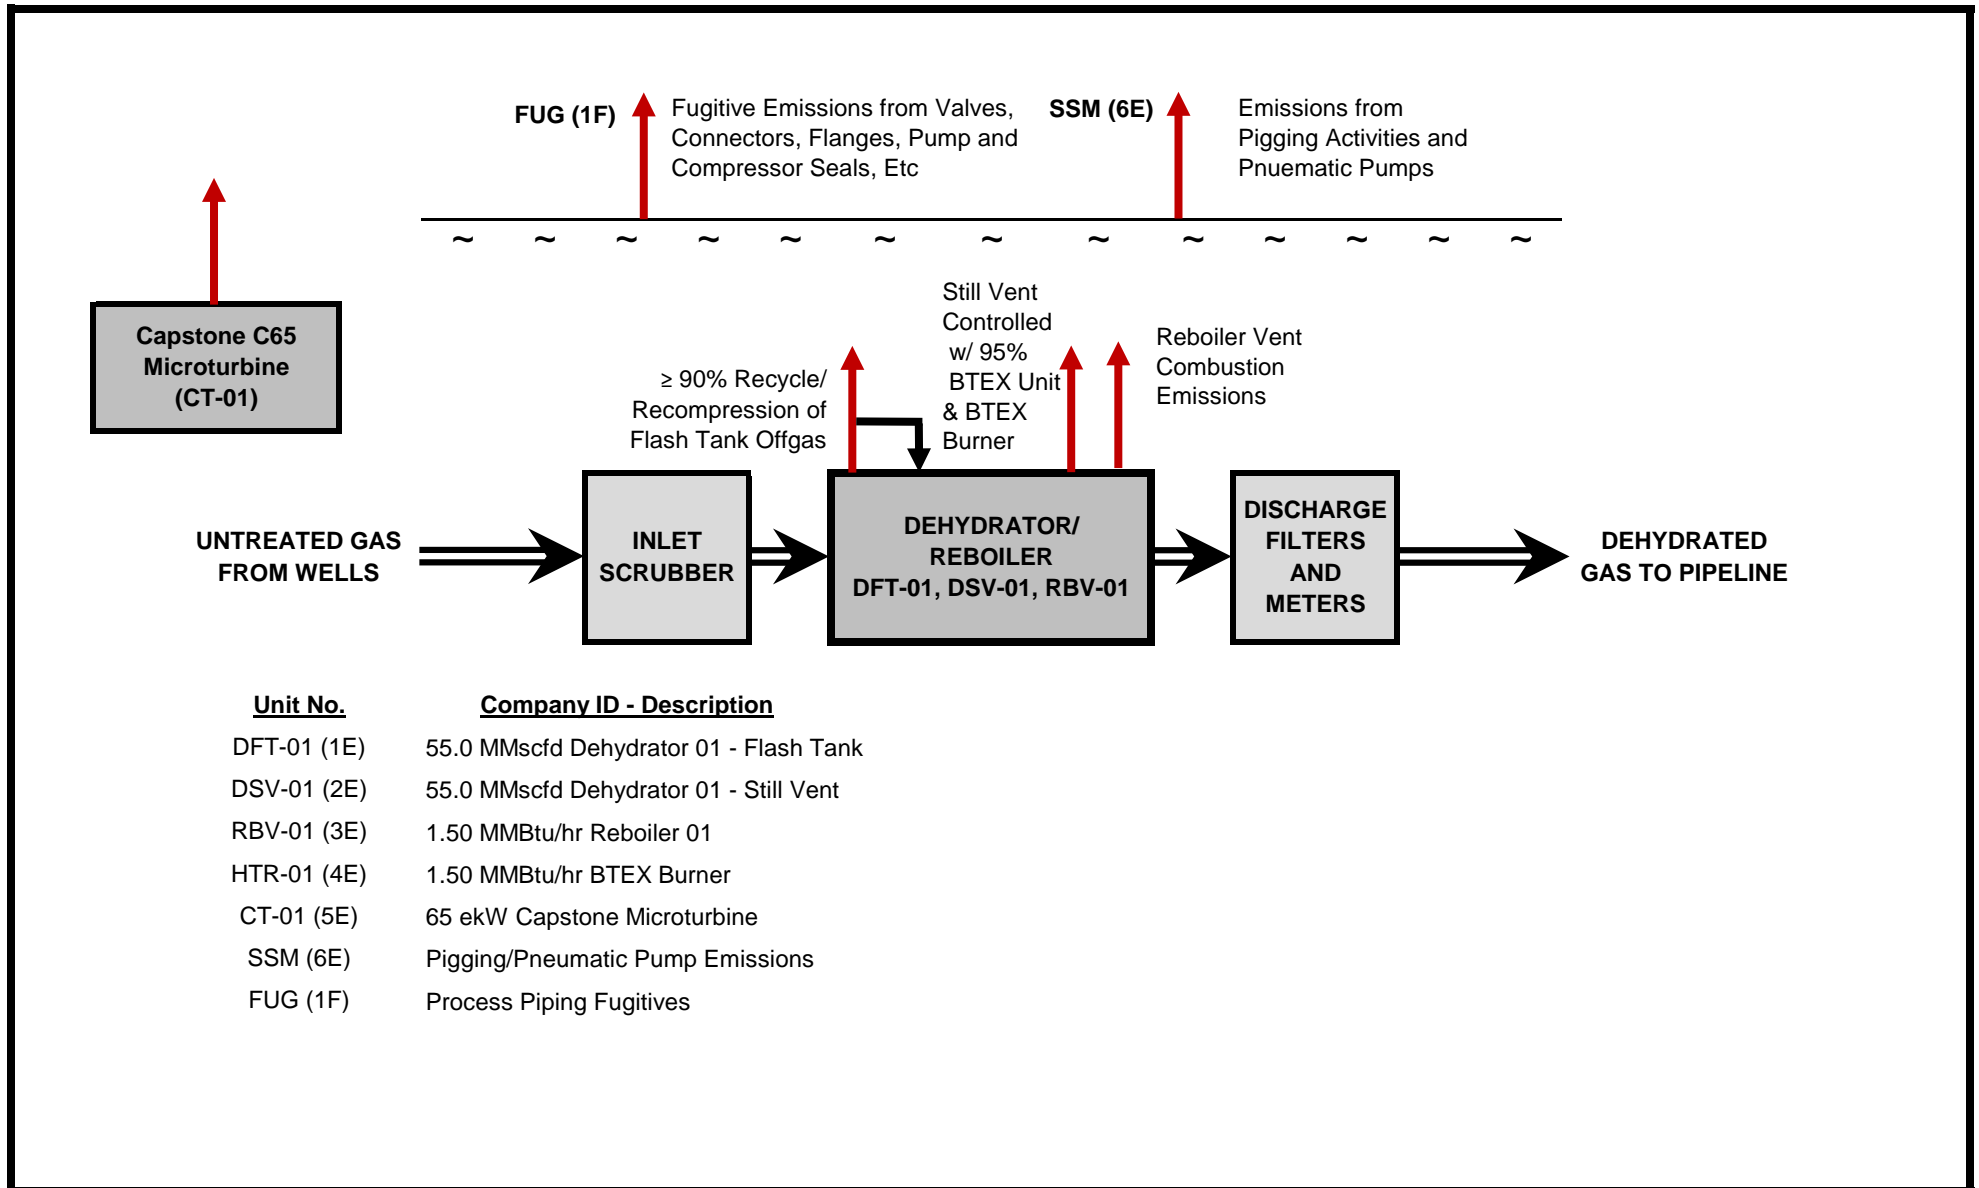 FUG (1F)
Fugitive Emissions from Valves,
Connectors, Flanges, Pump and
Compressor Seals, Etc
SSM (6E)
Emissions from
Pigging Activities and
Pnuematic Pumps
~ ~ ~ ~ ~ ~ ~ ~ ~ ~ ~ ~ ~
Capstone C65
Microturbine
(CT-01)
≥ 90% Recycle/
Recompression of
Flash Tank Offgas
Still Vent
Controlled
w/ 95%
BTEX Unit
& BTEX
Burner
Reboiler Vent
Combustion
Emissions
UNTREATED GAS
FROM WELLS
INLET
SCRUBBER
DEHYDRATOR/
REBOILER
DFT-01, DSV-01, RBV-01
DISCHARGE
FILTERS
AND
METERS
DEHYDRATED
GAS TO PIPELINE
Unit No. Company ID - Description
DFT-01 (1E) 55.0 MMscfd Dehydrator 01 - Flash Tank
DSV-01 (2E) 55.0 MMscfd Dehydrator 01 - Still Vent
RBV-01 (3E) 1.50 MMBtu/hr Reboiler 01
HTR-01 (4E) 1.50 MMBtu/hr BTEX Burner
CT-01 (5E) 65 ekW Capstone Microturbine
SSM (6E) Pigging/Pneumatic Pump Emissions
FUG (1F) Process Piping Fugitives